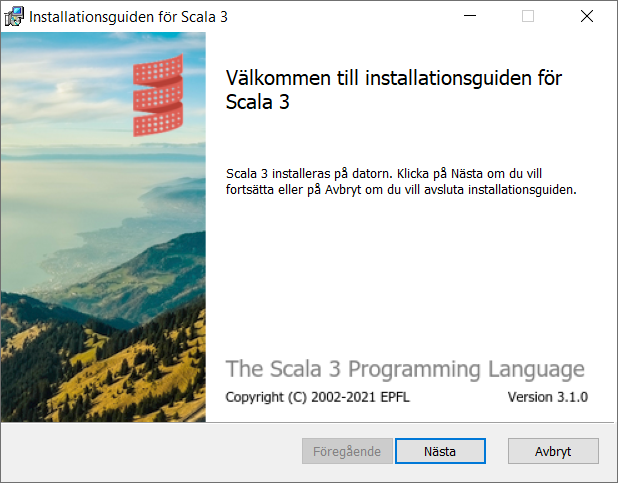 Installationsguiden för Scala 3
Välkommen till installationsguiden för
Scala 3
Scala 3 installeras på datorn. Klicka på Nästa om du vill
fortsätta eller på Avbryt om du vill avsluta installationsguiden.
The Scala 3 Programming Language
Copyright (C) 2002-2021 EPFL Version 3.1.0
Föregående Nästa Avbryt